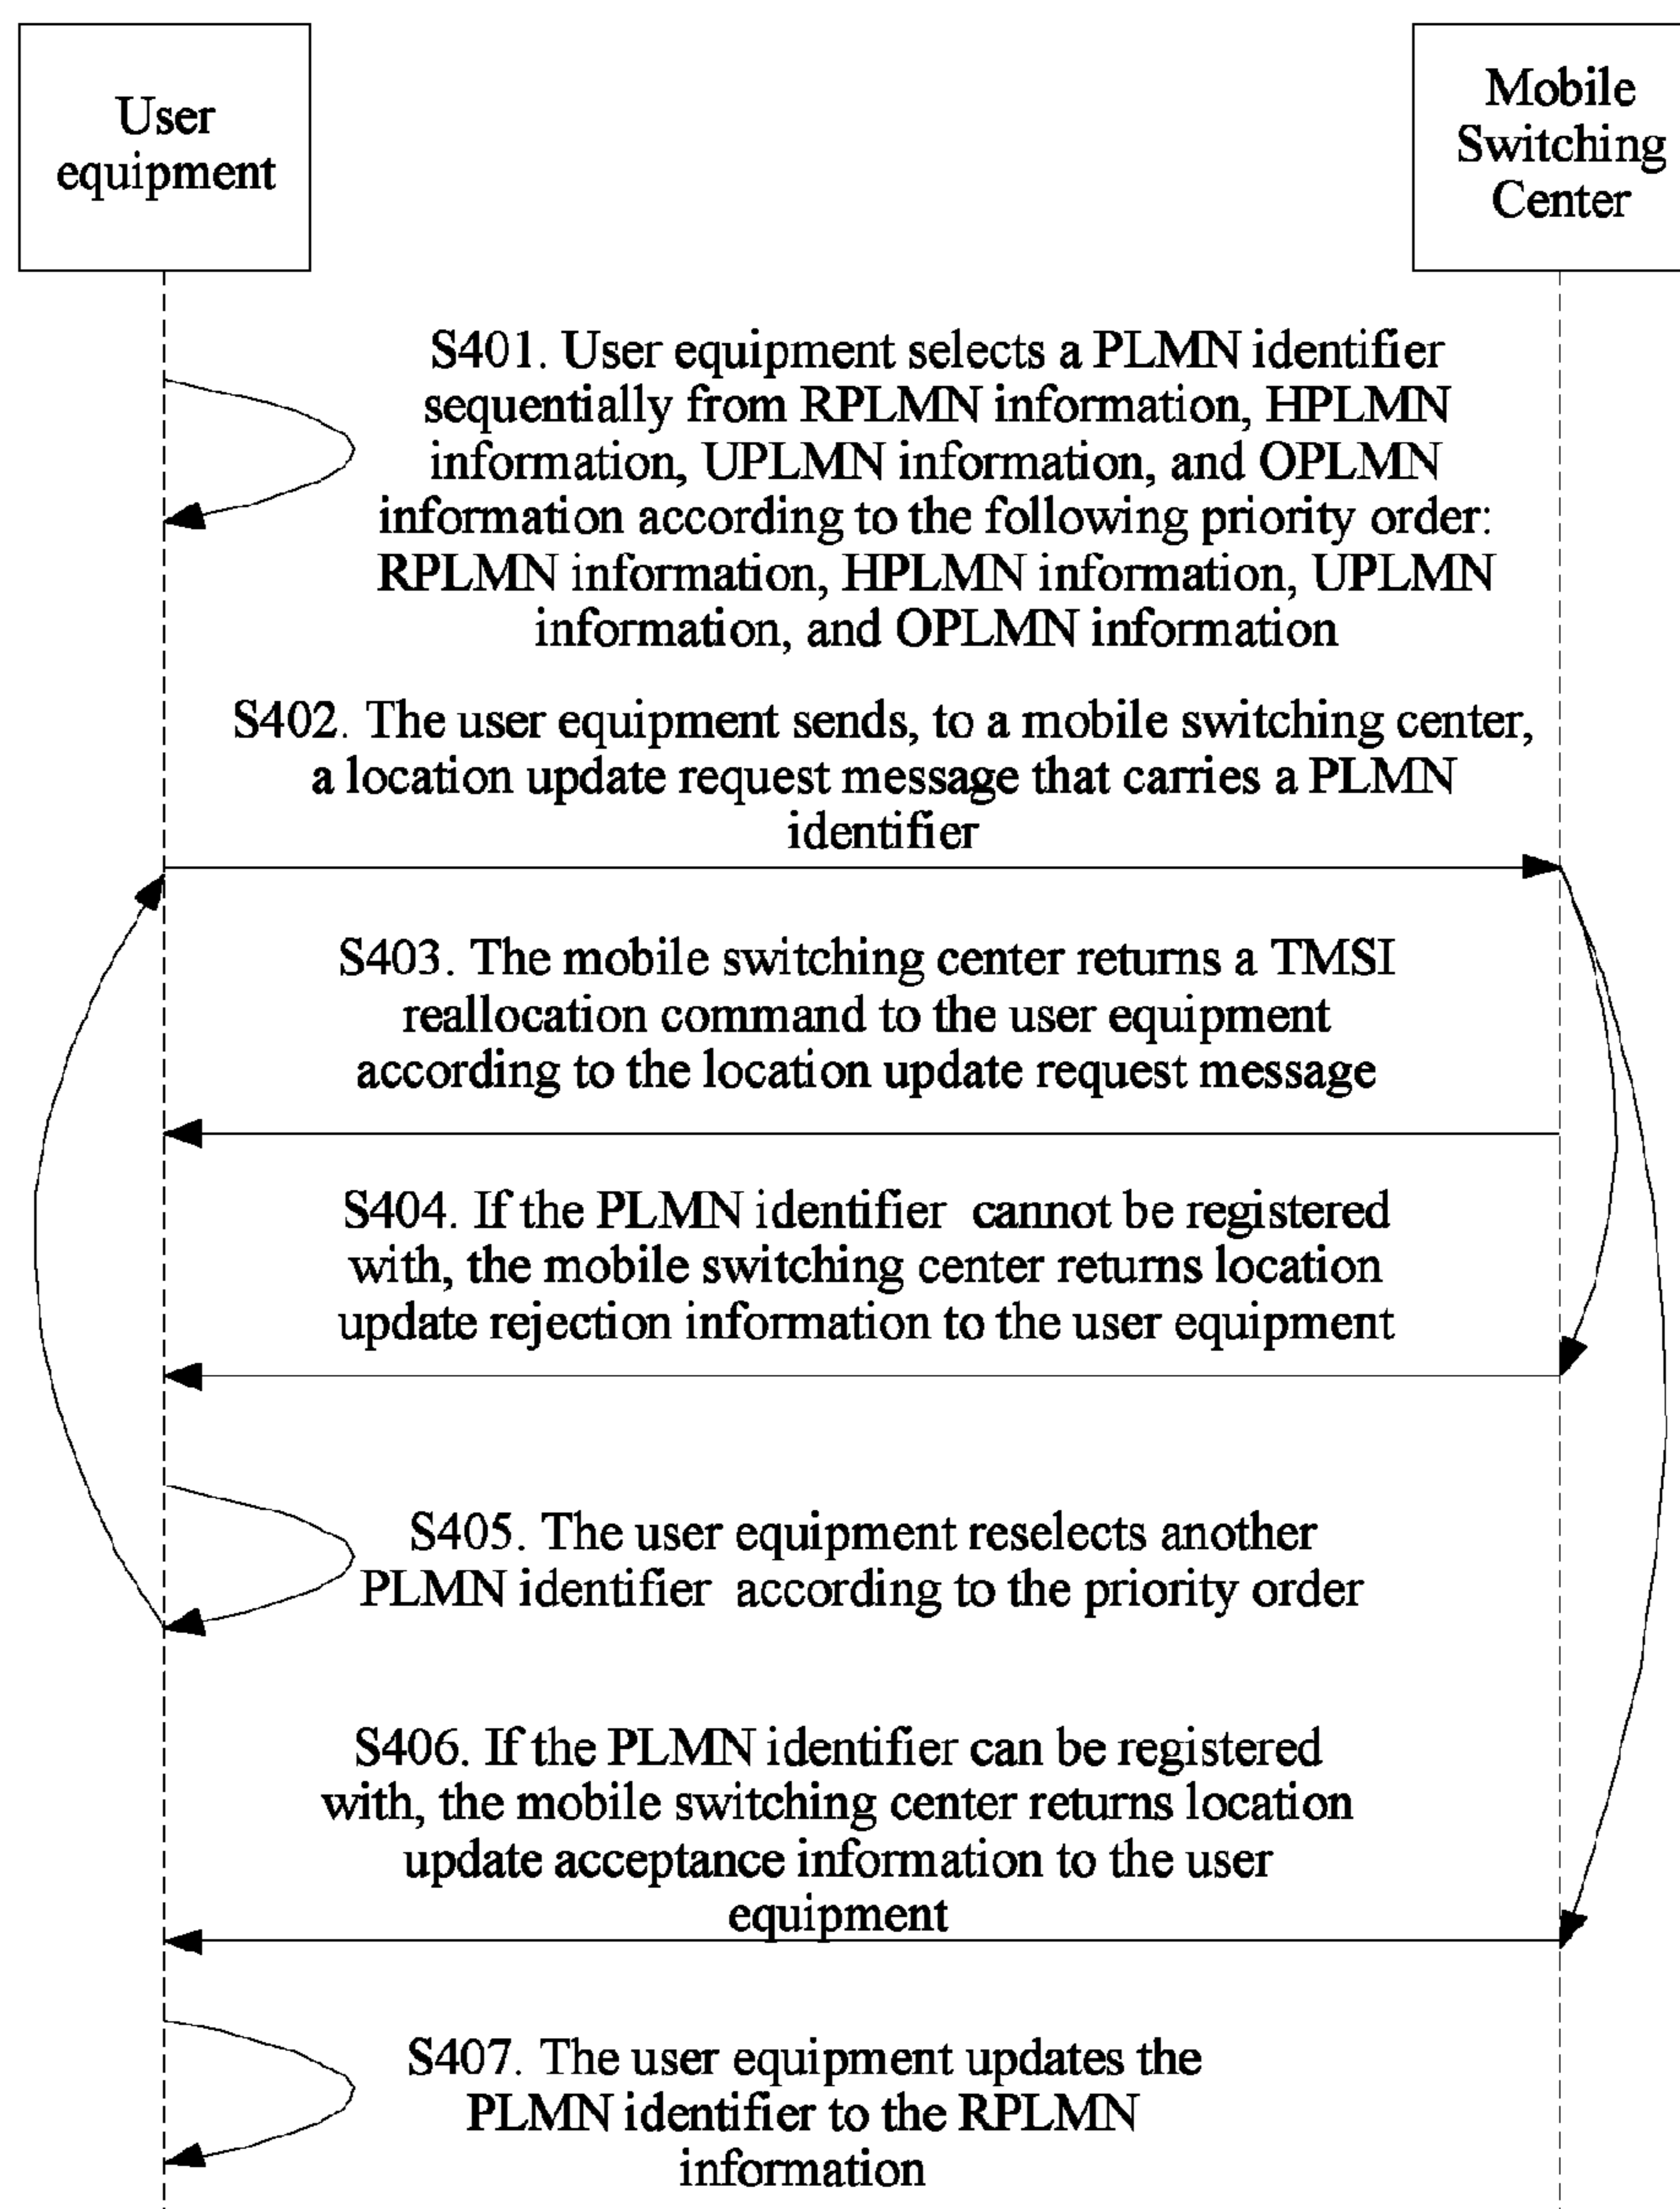 User
equipment
Mobile
Switching
Center
S401. User equipment selects a PLMN identifier
sequentially from RPLMN information, HPLMN
information, UPLMN information, and OPLMN
information according to the following priority order:
RPLMN information, HPLMN information, UPLMN
information, and OPLMN information
S402. The user equipment sends, to a mobile switching center,
a location update request message that carries a PLMN
identifier
S403. The mobile switching center returns a TMSI
reallocation command to the user equipment
according to the location update request message
S404. If the PLMN identifier cannot be registered
with, the mobile switching center returns location
update rejection information to the user equipment
S405. The user equipment reselects another
PLMN identifier according to the priority order
S406. If the PLMN identifier can be registered
with, the mobile switching center returns location
update acceptance information to the user
equipment
S407. The user equipment updates the
PLMN identifier to the RPLMN
information